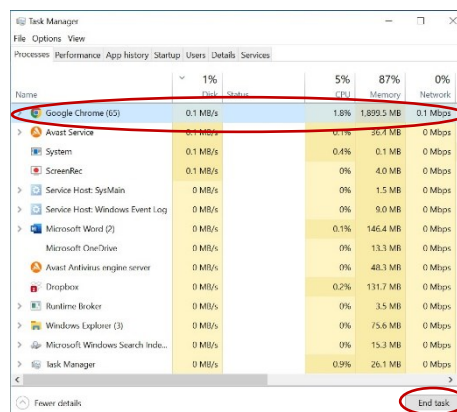 Task Manager
File Options View
Processes Performance App history Startup Users Details Services
1% 5% 87% 0%
Name Disk Status CPU Memory Network
Google Chrome (65) 0.1 MB/s 1.8% 1,899.5 MB 0.1 Mbps
Avast Service 0.1 MB/s 0.1% 36.4 MB 0 Mbps
System 0.1 MB/s 0.4% 0.1 MB 0 Mbps
ScreenRec 0.1 MB/s 0% 4.0 MB 0 Mbps
Service Host: SysMain 0 MB/s 0% 1.5 MB 0 Mbps
Service Host: Windows Event Log 0 MB/s 0% 9.0 MB 0 Mbps
Microsoft Word (2) 0 MB/s 0.1% 146.4 MB 0 Mbps
Microsoft OneDrive 0 MB/s 0% 13.3 MB 0 Mbps
Avast Antivirus engine server 0 MB/s 0% 48.3 MB 0 Mbps
Dropbox 0 MB/s 0.2% 131.7 MB 0 Mbps
Runtime Broker 0 MB/s 0% 3.5 MB 0 Mbps
Windows Explorer (3) 0 MB/s 0% 75.6 MB 0 Mbps
Microsoft Windows Search Inde... 0 MB/s 0% 15.3 MB 0 Mbps
Task Manager 0 MB/s 0.9% 26.1 MB 0 Mbps
Fewer details End task